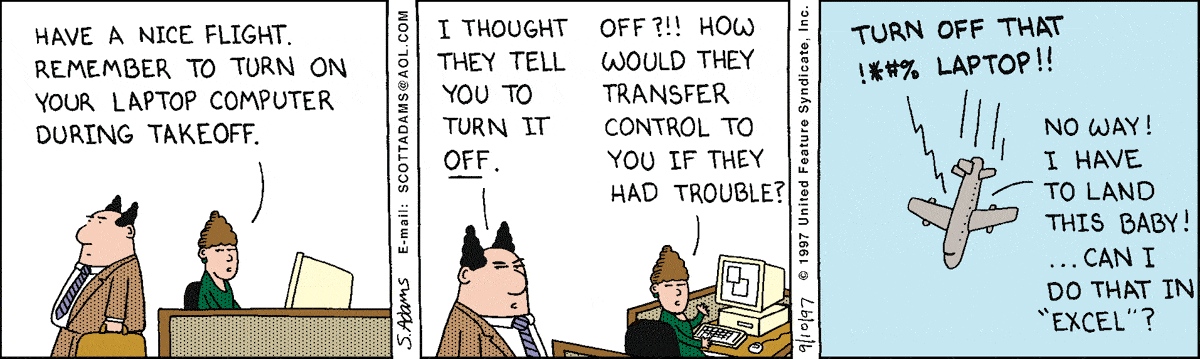 HAVE A NICE FLIGHT.
REMEMBER TO TURN ON
YOUR LAPTOP COMPUTER
DURING TAKEOFF.
S. Adams E-mail: SCOTTADAMS@AOL.COM
I THOUGHT
THEY TELL
YOU TO
TURN IT
OFF.
OFF?!! HOW
WOULD THEY
TRANSFER
CONTROL TO
YOU IF THEY
HAD TROUBLE?
9/10/97 © 1997 United Feature Syndicate, Inc.
TURN OFF THAT
!*#% LAPTOP!!
NO WAY!
I HAVE
TO LAND
THIS BABY!
...CAN I
DO THAT IN
"EXCEL"?